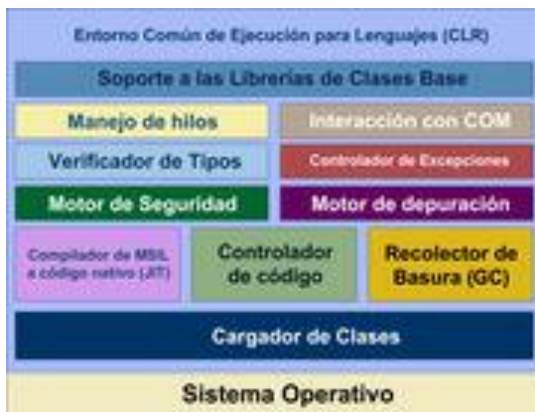 Entorno Común de Ejecución para Lenguajes (CLR)
Soporte a las Librerías de Clases Base
Manejo de hilos
Interacción con COM
Verificador de Tipos
Controlador de Excepciones
Motor de Seguridad
Motor de depuración
Compilador de MSIL
a código nativo (JIT)
Controlador
de código
Recolector de
Basura (GC)
Cargador de Clases
Sistema Operativo